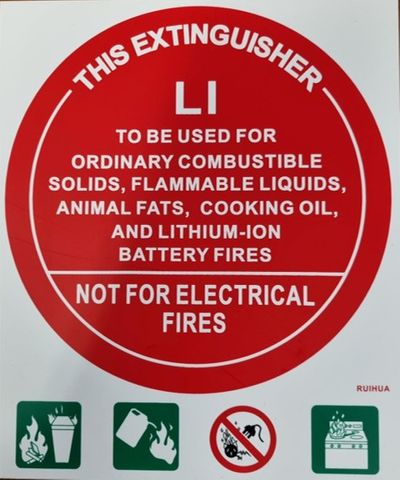 THIS EXTINGUISHER
LI
TO BE USED FOR
ORDINARY COMBUSTIBLE
SOLIDS, FLAMMABLE LIQUIDS,
ANIMAL FATS, COOKING OIL,
AND LITHIUM-ION
BATTERY FIRES
NOT FOR ELECTRICAL
FIRES
RUIHUA